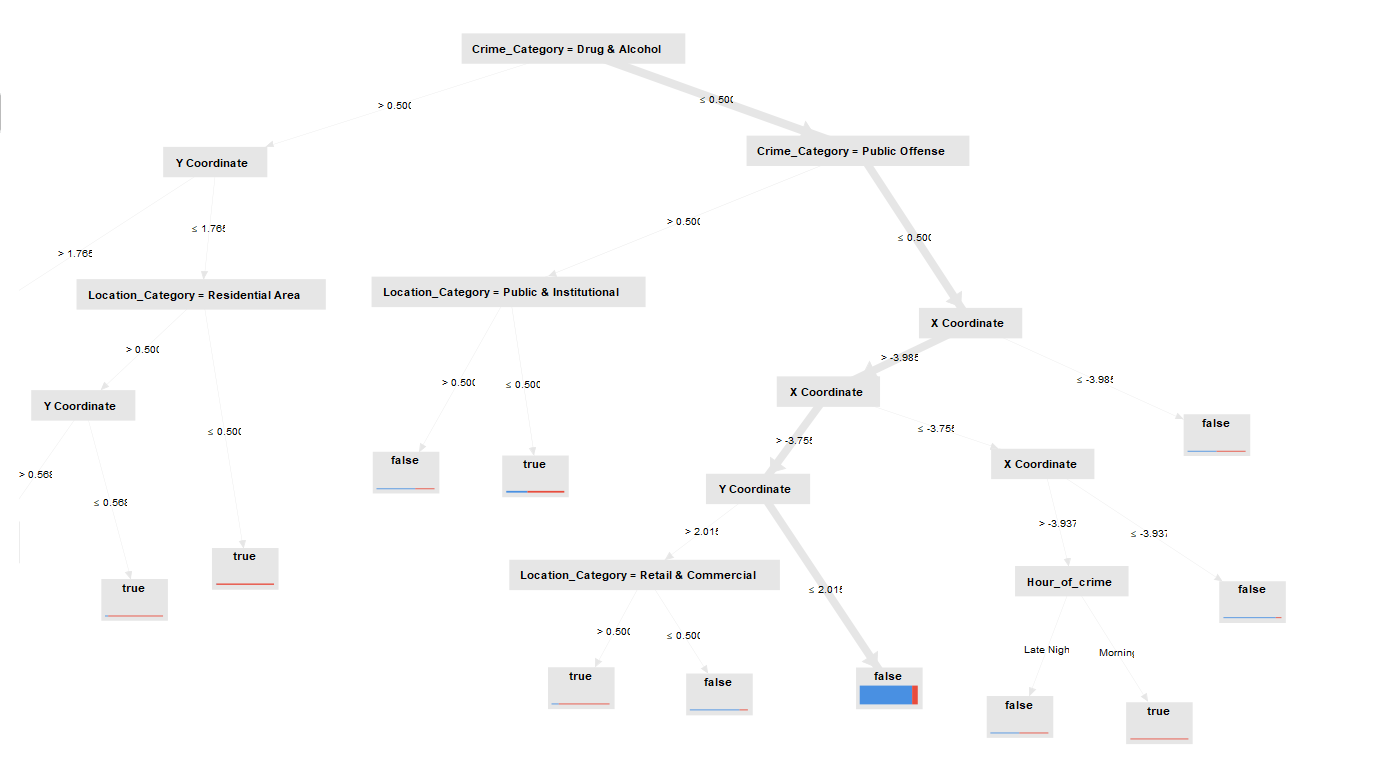 Crime_Category = Drug & Alcohol
> 0.500
≤ 0.500
Y Coordinate
Crime_Category = Public Offense
> 1.765
≤ 1.765
> 0.500
≤ 0.500
Location_Category = Residential Area
Location_Category = Public & Institutional
X Coordinate
> 0.500
> -3.985
≤ -3.985
Y Coordinate
> 0.500
≤ 0.500
X Coordinate
false
≤ 0.500
> -3.755
≤ -3.755
false
true
X Coordinate
> 0.568
≤ 0.568
Y Coordinate
> 2.015
> -3.937
≤ -3.937
true
true
Location_Category = Retail & Commercial
≤ 2.015
Hour_of_crime
false
> 0.500
≤ 0.500
Late Nigh
Morning
true
false
false
false
true